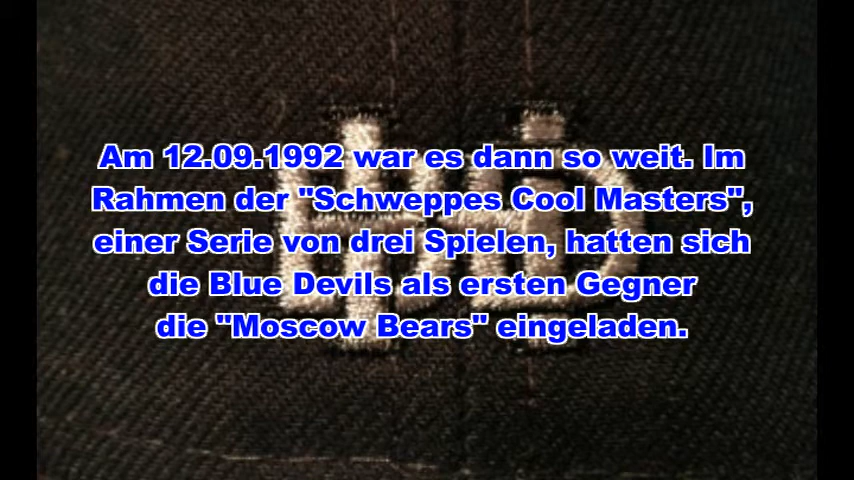 Am 12.09.1992 war es dann so weit. Im
Rahmen der "Schweppes Cool Masters",
einer Serie von drei Spielen, hatten sich
die Blue Devils als ersten Gegner
die "Moscow Bears" eingeladen.